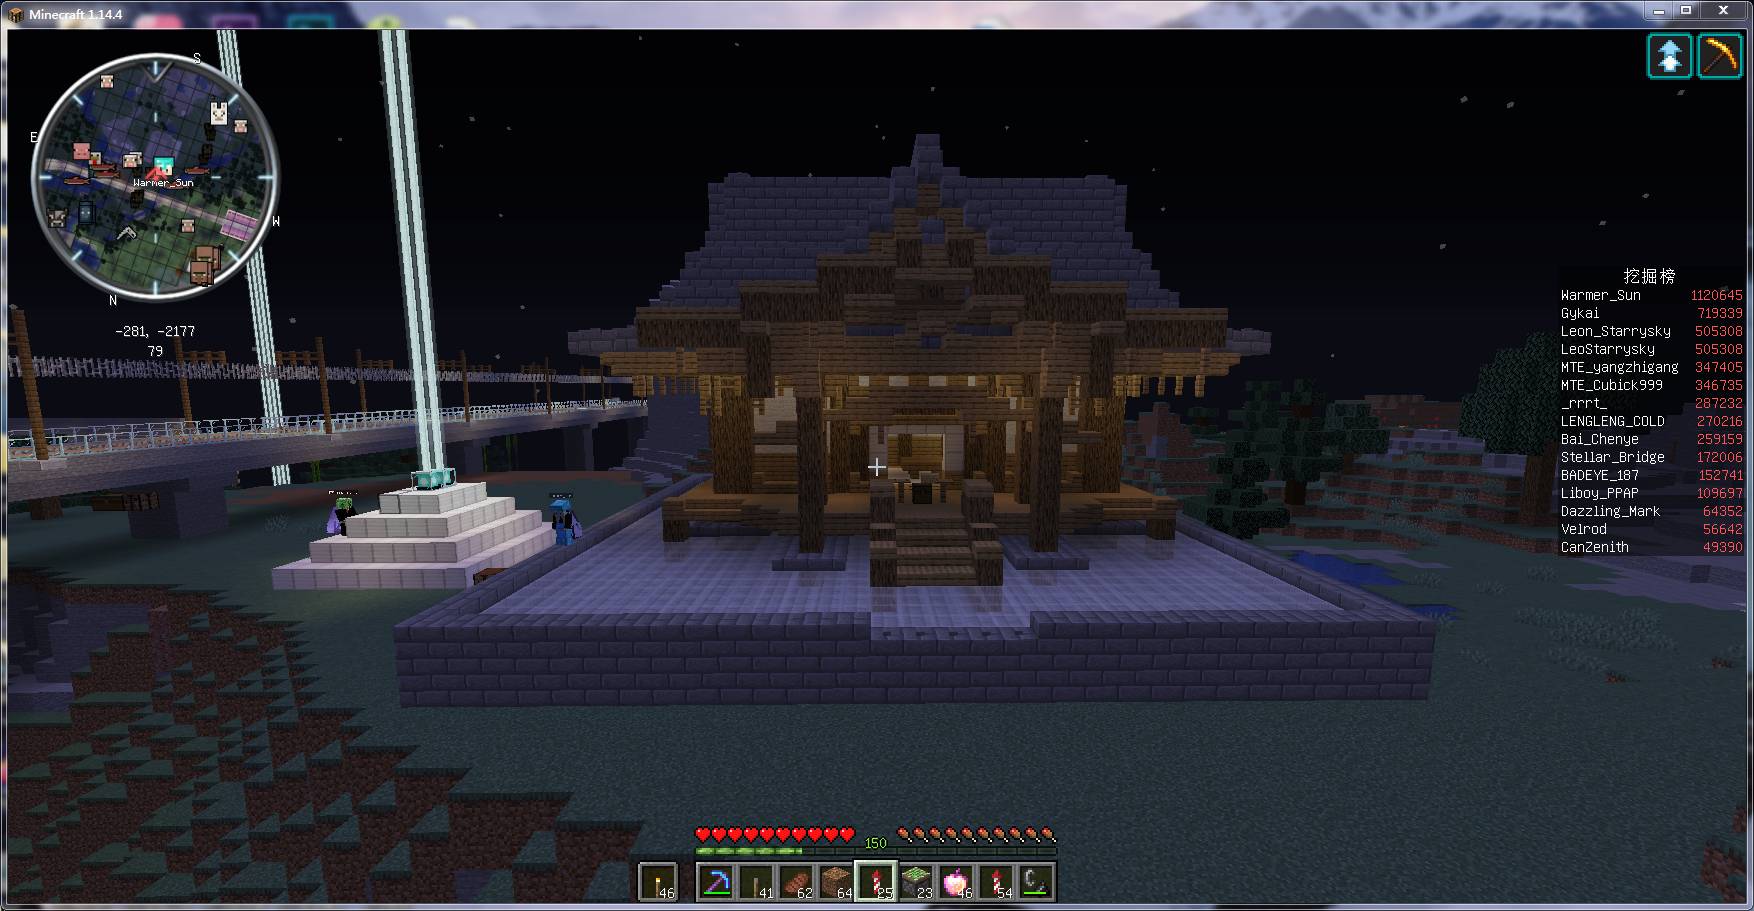 Minecraft 1.14.4
S
E
Warmer_Sun
W
N
-281, -2177
79
挖掘榜
Warmer_Sun 1120645
Gykai 719339
Leon_Starrysky 505308
LeoStarrysky 505308
MTE_yangzhigang 347405
MTE_Cubick999 346735
_rrrt_ 287232
LENGLENG_COLD 270216
Bai_Chenye 259159
Stellar_Bridge 172006
BADEYE_187 152741
Liboy_PPAP 109697
Dazzling_Mark 64352
Velrod 56642
CanZenith 49390
150
46 41 62 64 25 23 46 54